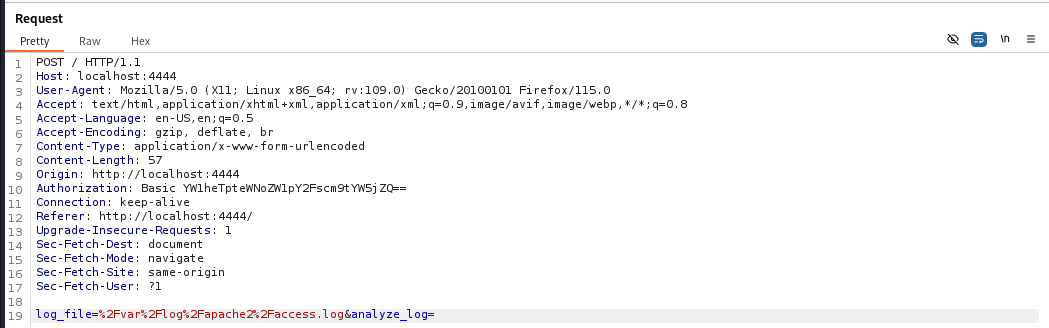 Request
Pretty Raw Hex \n
1 POST / HTTP/1.1
2 Host: localhost:4444
3 User-Agent: Mozilla/5.0 (X11; Linux x86_64; rv:109.0) Gecko/20100101 Firefox/115.0
4 Accept: text/html,application/xhtml+xml,application/xml;q=0.9,image/avif,image/webp,*/*;q=0.8
5 Accept-Language: en-US,en;q=0.5
6 Accept-Encoding: gzip, deflate, br
7 Content-Type: application/x-www-form-urlencoded
8 Content-Length: 57
9 Origin: http://localhost:4444
10 Authorization: Basic YW1heTpteWNoZW1pY2Fscm9tYW5jZQ==
11 Connection: keep-alive
12 Referer: http://localhost:4444/
13 Upgrade-Insecure-Requests: 1
14 Sec-Fetch-Dest: document
15 Sec-Fetch-Mode: navigate
16 Sec-Fetch-Site: same-origin
17 Sec-Fetch-User: ?1
18
19 log_file=%2Fvar%2Flog%2Fapache2%2Faccess.log&analyze_log=